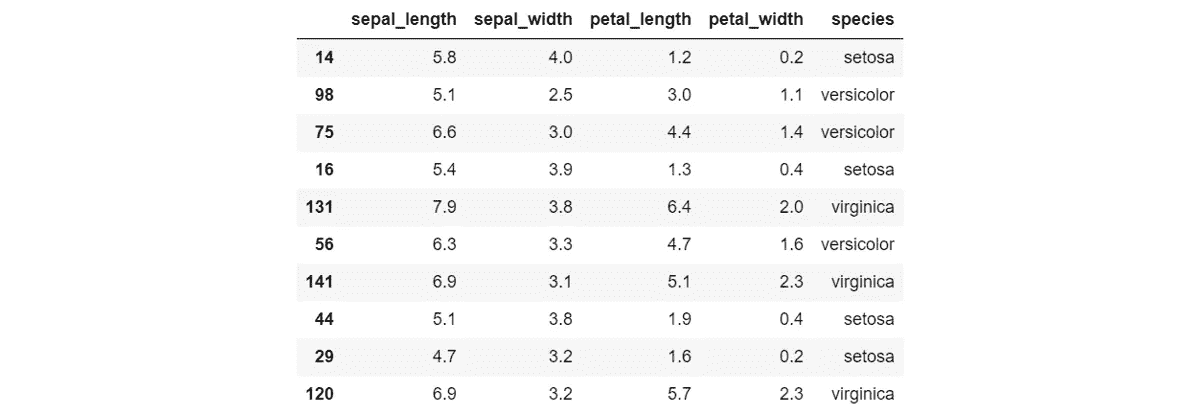 sepal_length sepal_width petal_length petal_width species
14 5.8 4.0 1.2 0.2 setosa
98 5.1 2.5 3.0 1.1 versicolor
75 6.6 3.0 4.4 1.4 versicolor
16 5.4 3.9 1.3 0.4 setosa
131 7.9 3.8 6.4 2.0 virginica
56 6.3 3.3 4.7 1.6 versicolor
141 6.9 3.1 5.1 2.3 virginica
44 5.1 3.8 1.9 0.4 setosa
29 4.7 3.2 1.6 0.2 setosa
120 6.9 3.2 5.7 2.3 virginica